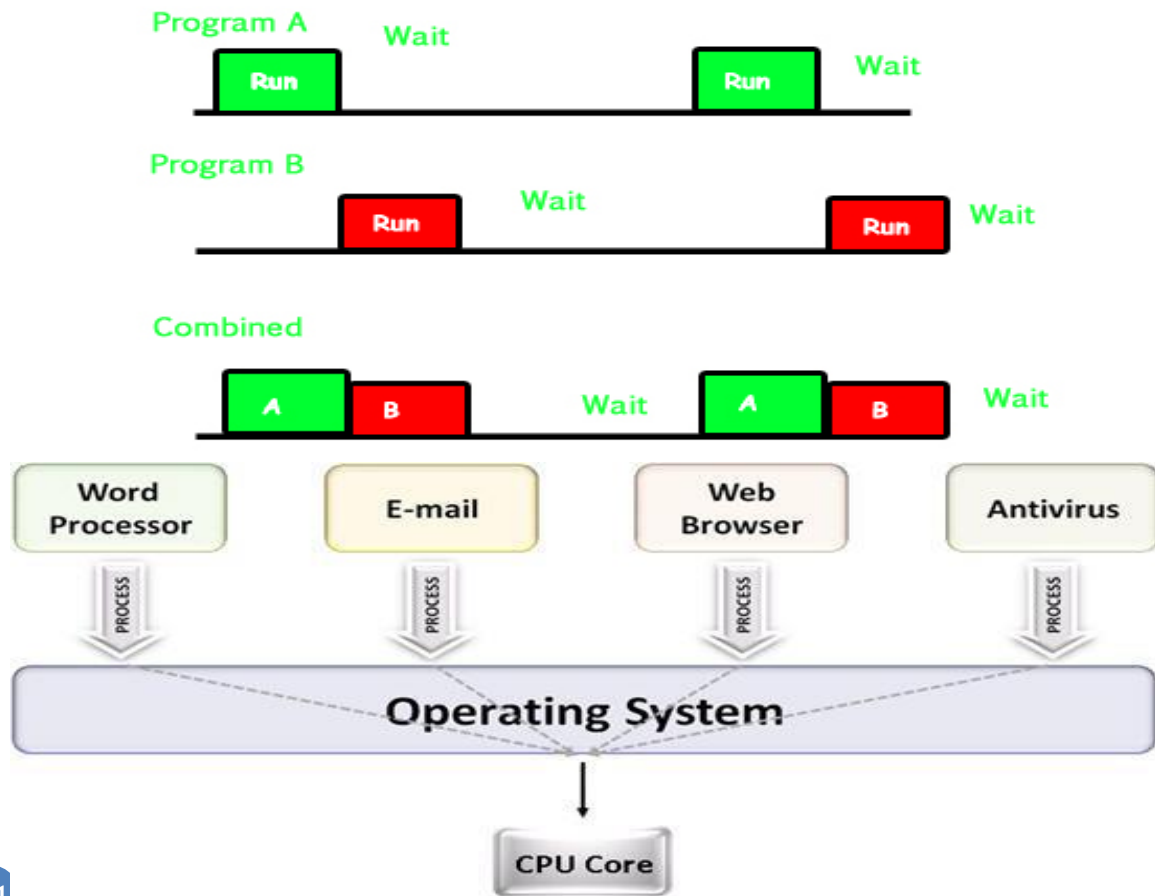 Program A
Wait
Run
Run
Wait
Program B
Run
Wait
Run
Wait
Combined
A
B
Wait
A
B
Wait
Word
Processor
E-mail
Web
Browser
Antivirus
PROCESS
PROCESS
PROCESS
PROCESS
Operating System
CPU Core